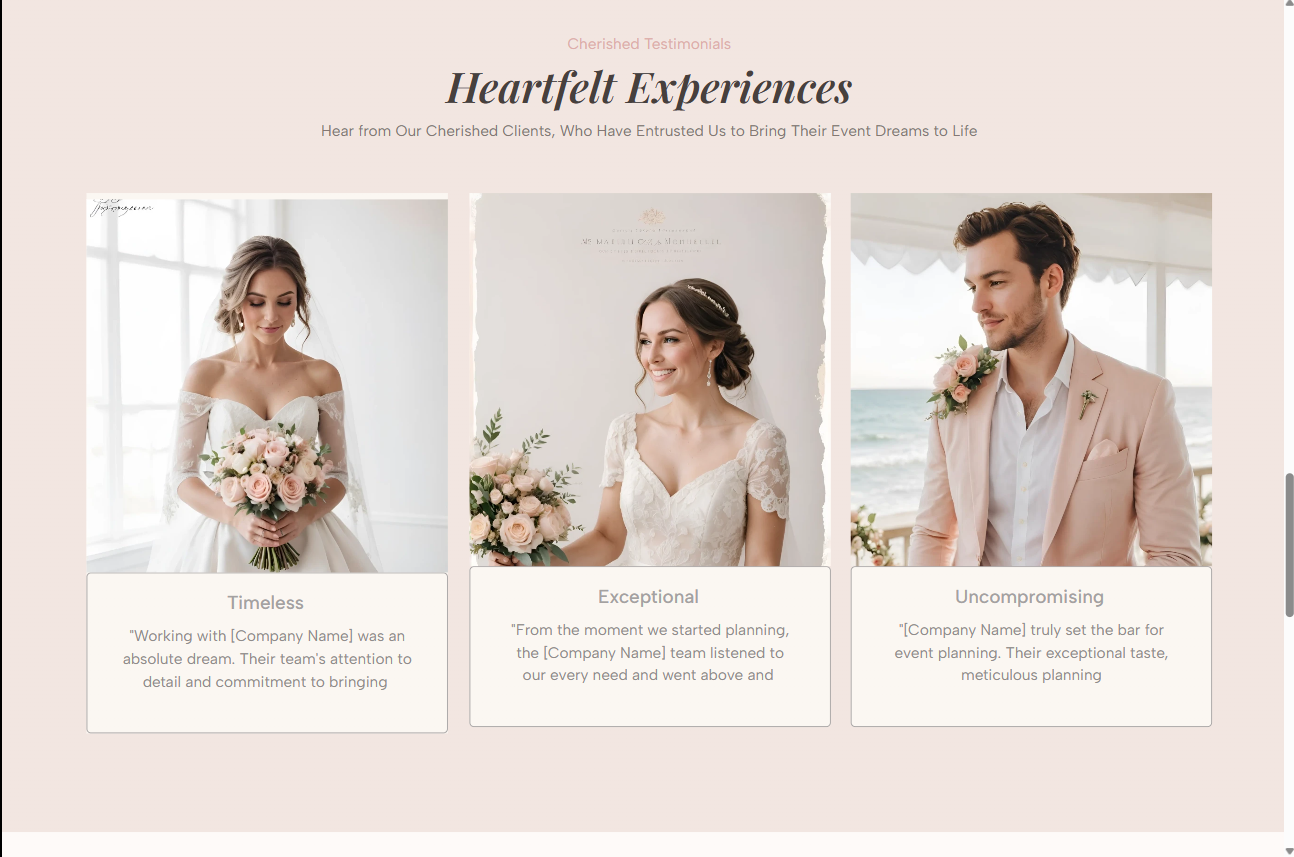 Cherished Testimonials
Heartfelt Experiences
Hear from Our Cherished Clients, Who Have Entrusted Us to Bring Their Event Dreams to Life
Timeless
"Working with [Company Name] was an
absolute dream. Their team's attention to
detail and commitment to bringing
Exceptional
"From the moment we started planning,
the [Company Name] team listened to
our every need and went above and
Uncompromising
"[Company Name] truly set the bar for
event planning. Their exceptional taste,
meticulous planning